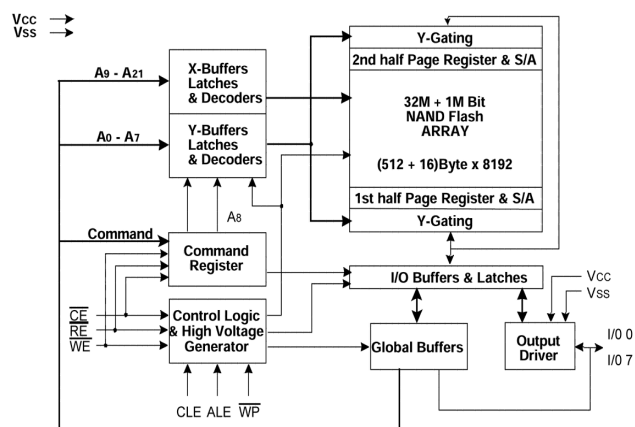 VCC
VSS
A9 - A21
X-Buffers
Latches
& Decoders
A0 - A7
Y-Buffers
Latches
& Decoders
Y-Gating
2nd half Page Register & S/A
32M + 1M Bit
NAND Flash
ARRAY
(512 + 16)Byte x 8192
1st half Page Register & S/A
Y-Gating
A8
Command
Command
Register
I/O Buffers & Latches
VCC
VSS
CE
RE
WE
Control Logic
& High Voltage
Generator
Global Buffers
Output
Driver
I/0 0
I/0 7
CLE ALE WP